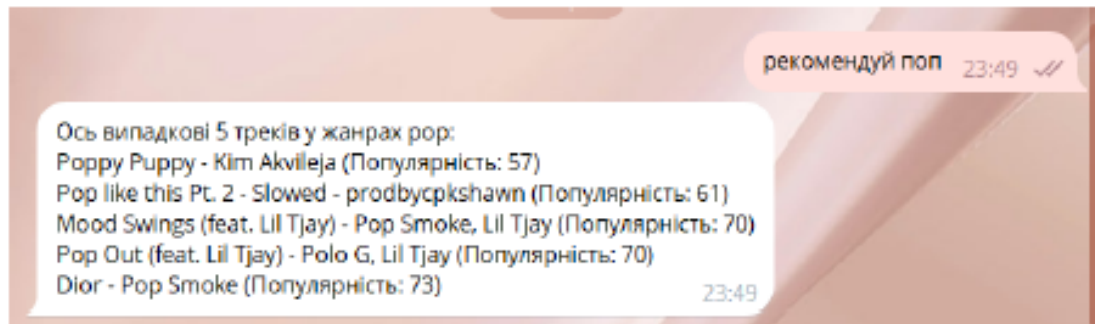 рекомендуй поп 23:49
Ось випадкові 5 треків у жанрах pop:
Poppy Puppy - Kim Akvileja (Популярність: 57)
Pop like this Pt. 2 - Slowed - prodbycpkshawn (Популярність: 61)
Mood Swings (feat. Lil Tjay) - Pop Smoke, Lil Tjay (Популярність: 70)
Pop Out (feat. Lil Tjay) - Polo G, Lil Tjay (Популярність: 70)
Dior - Pop Smoke (Популярність: 73)
23:49